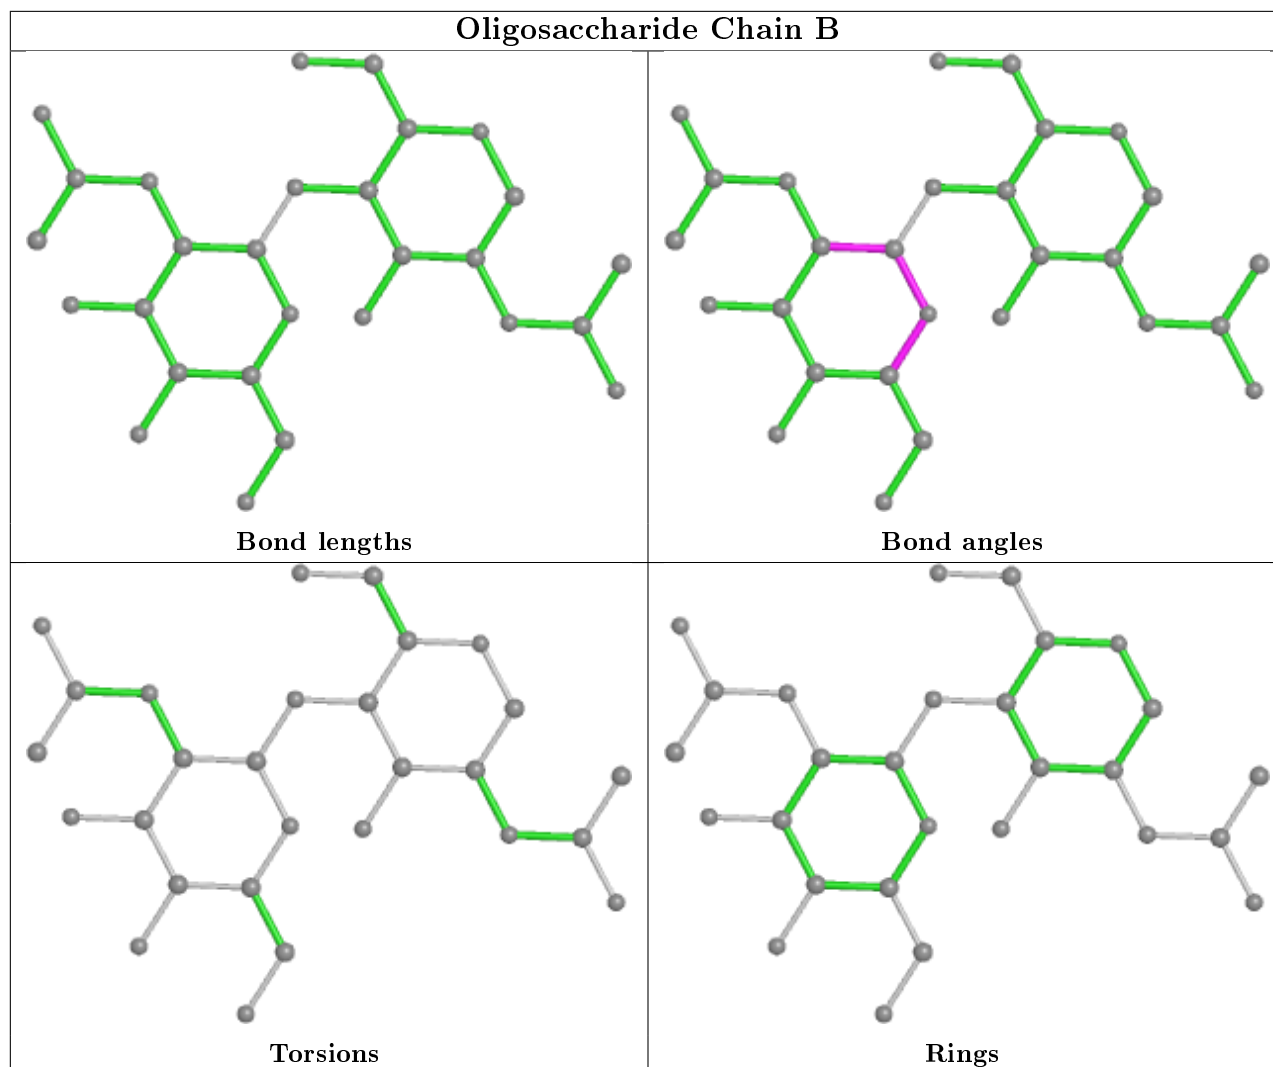 Oligosaccharide Chain B
Bond lengths
Bond angles
Torsions
Rings